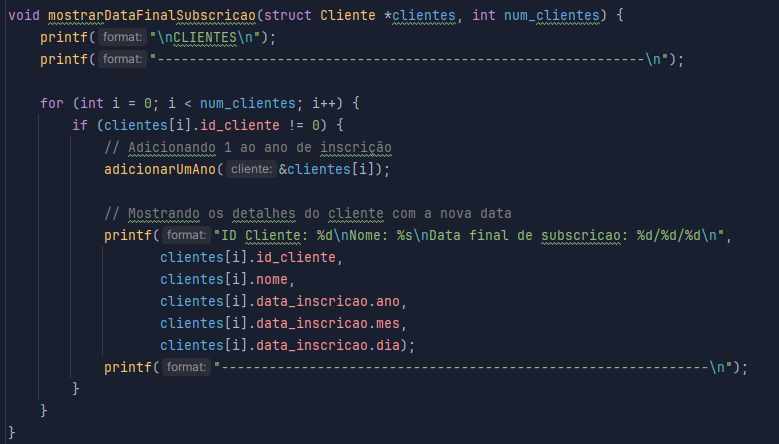 void mostrarDataFinalSubscricao(struct Cliente *clientes, int num_clientes) {
    printf( format: "\nCLIENTES\n");
    printf( format: "-------------------------------------------------------------\n");

    for (int i = 0; i < num_clientes; i++) {
        if (clientes[i].id_cliente != 0) {
            // Adicionando 1 ao ano de inscrição
            adicionarUmAno( cliente: &clientes[i]);

            // Mostrando os detalhes do cliente com a nova data
            printf( format: "ID Cliente: %d\nNome: %s\nData final de subscricao: %d/%d/%d\n",
                   clientes[i].id_cliente,
                   clientes[i].nome,
                   clientes[i].data_inscricao.ano,
                   clientes[i].data_inscricao.mes,
                   clientes[i].data_inscricao.dia);
            printf( format: "-------------------------------------------------------------\n");
        }
    }
}